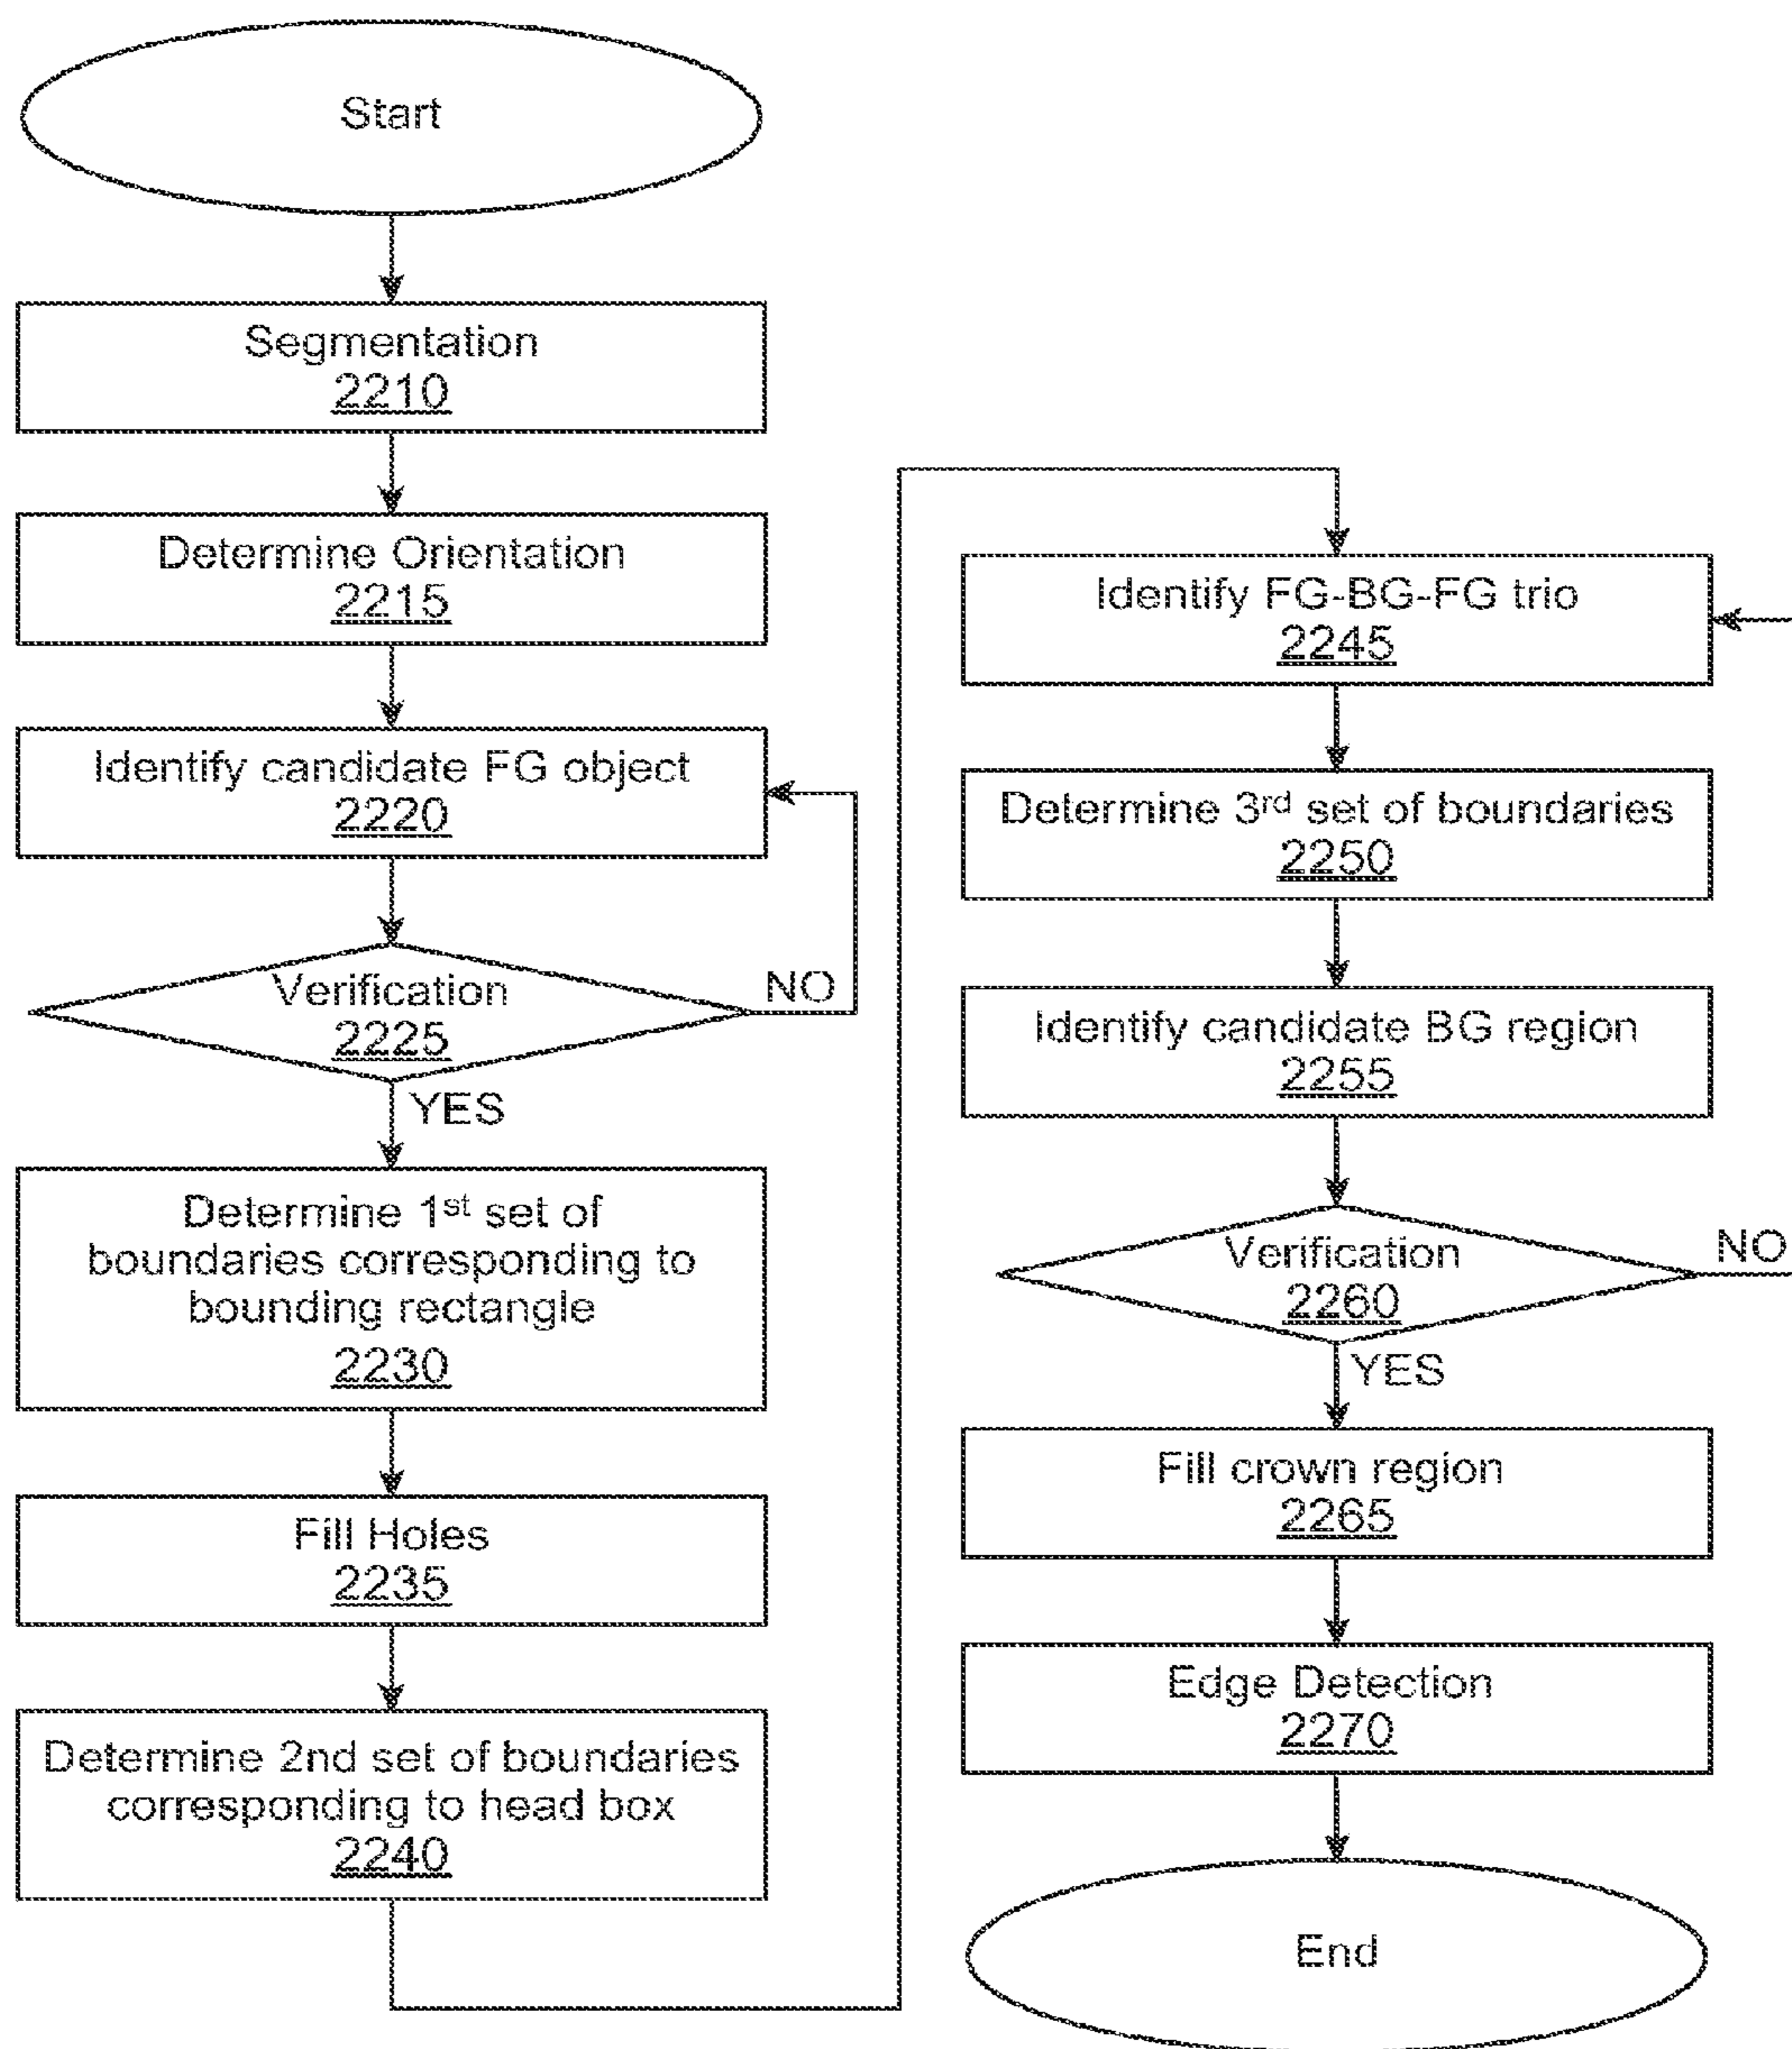 Start
Segmentation
2210
Determine Orientation
2215
Identify candidate FG object
2220
Verification
2225
NO
YES
Determine 1st set of
boundaries corresponding to
bounding rectangle
2230
Fill Holes
2235
Determine 2nd set of boundaries
corresponding to head box
2240
Identify FG-BG-FG trio
2245
Determine 3rd set of boundaries
2250
Identify candidate BG region
2255
Verification
2260
NO
YES
Fill crown region
2265
Edge Detection
2270
End